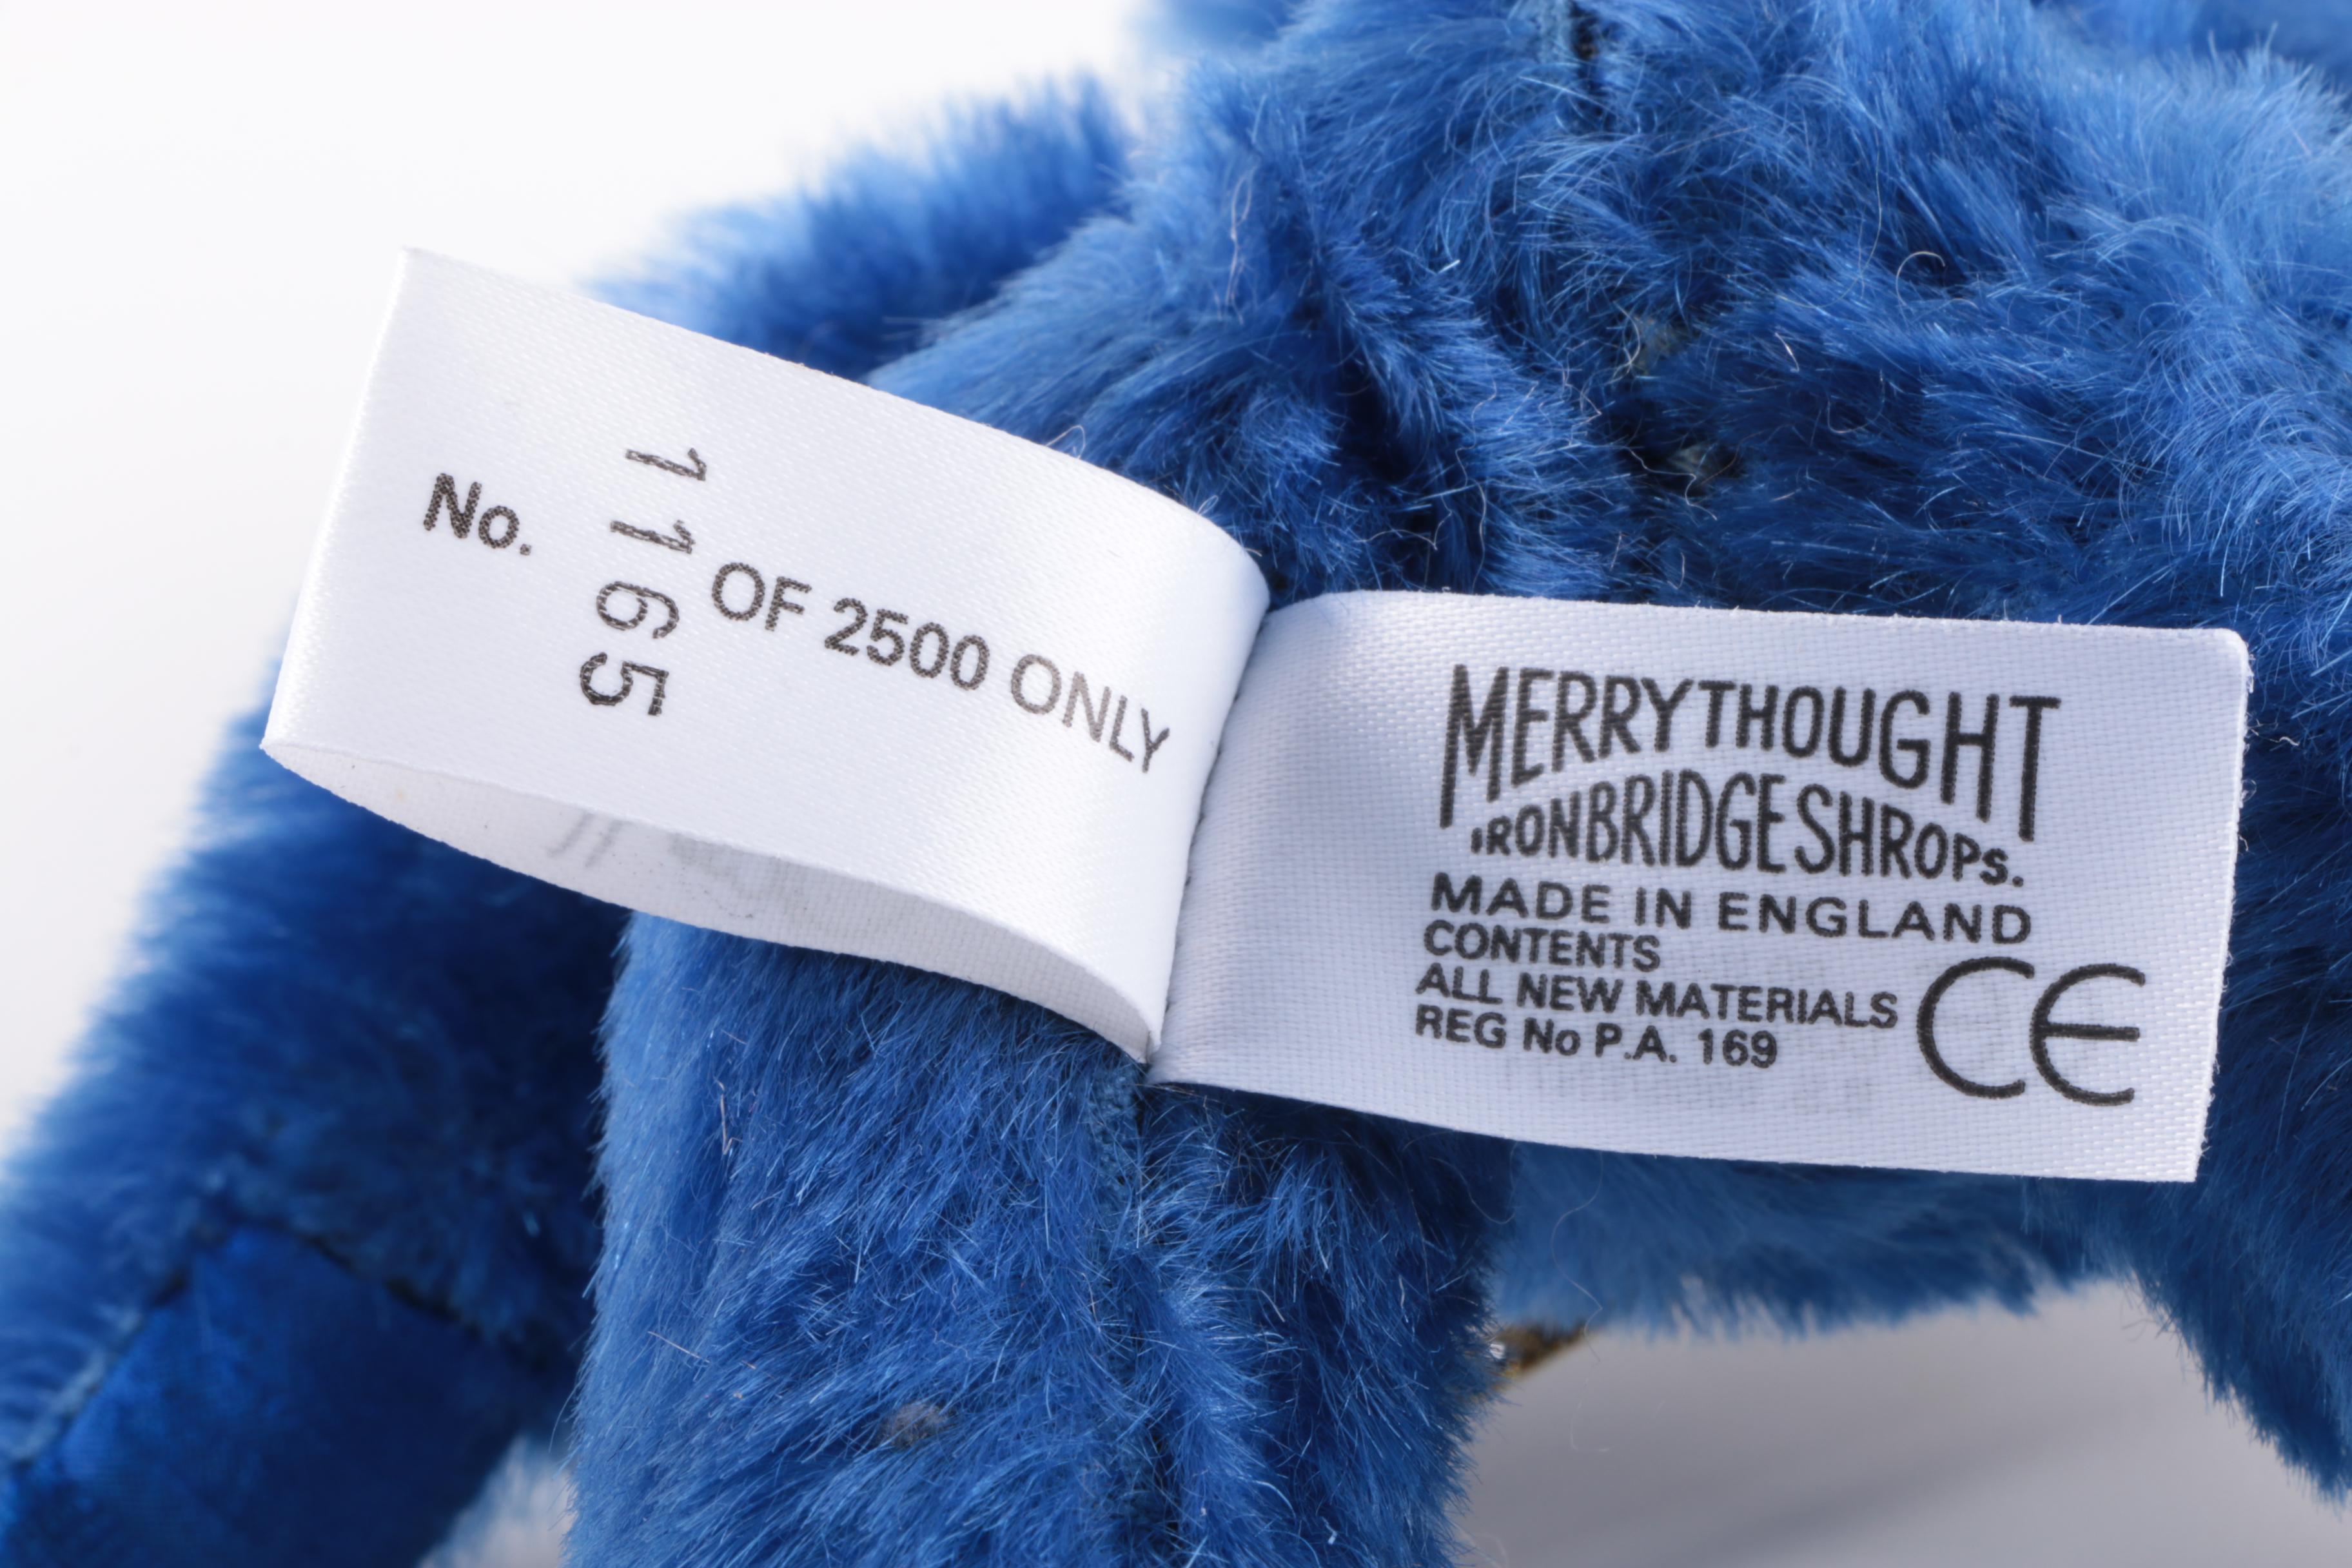 No. 1165 OF 2500 ONLY
MERRYTHOUGHT
IRONBRIDGE SHROPS.
MADE IN ENGLAND
CONTENTS
ALL NEW MATERIALS
REG No P.A. 169
CE